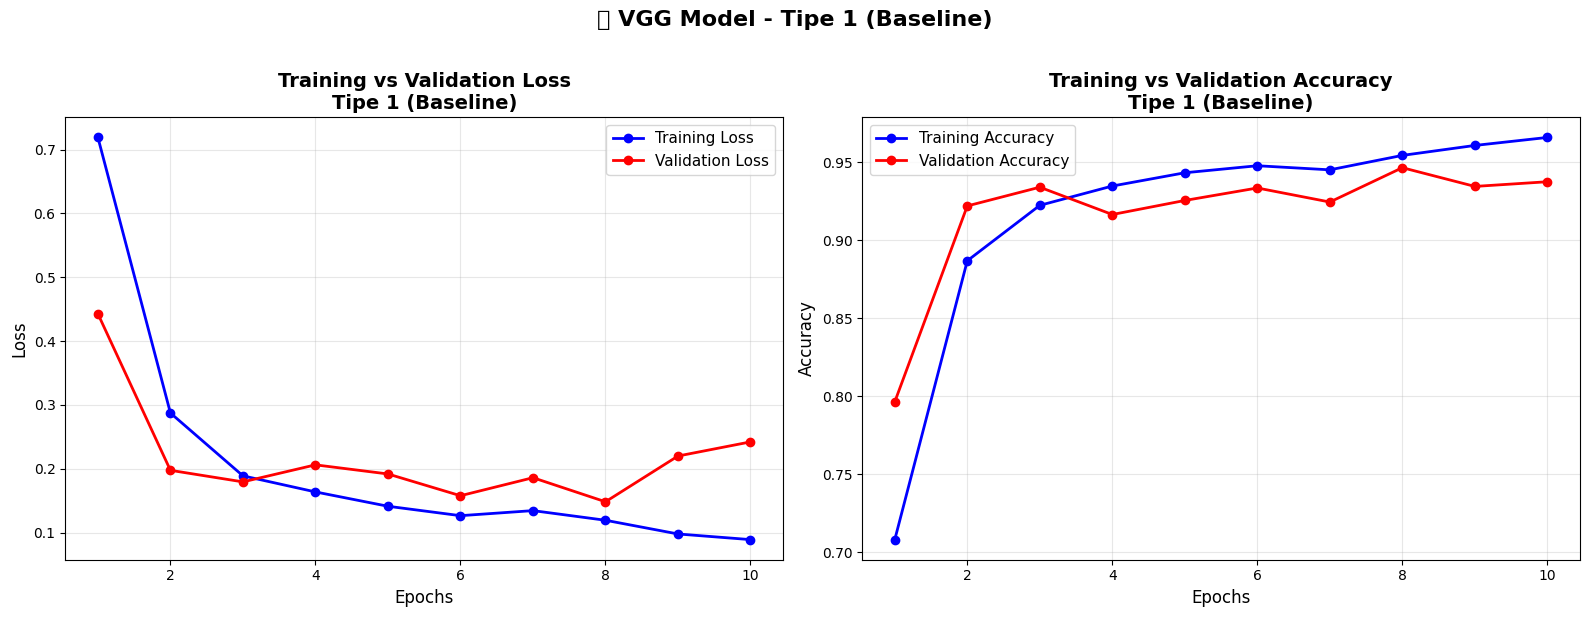 VGG Model - Tipe 1 (Baseline)
Training vs Validation Loss
Tipe 1 (Baseline)
Training Loss
Validation Loss
0.7
0.6
0.5
0.4
0.3
0.2
0.1
Loss
2
4
6
8
10
Epochs
Training vs Validation Accuracy
Tipe 1 (Baseline)
Training Accuracy
Validation Accuracy
0.95
0.90
0.85
0.80
0.75
0.70
Accuracy
2
4
6
8
10
Epochs